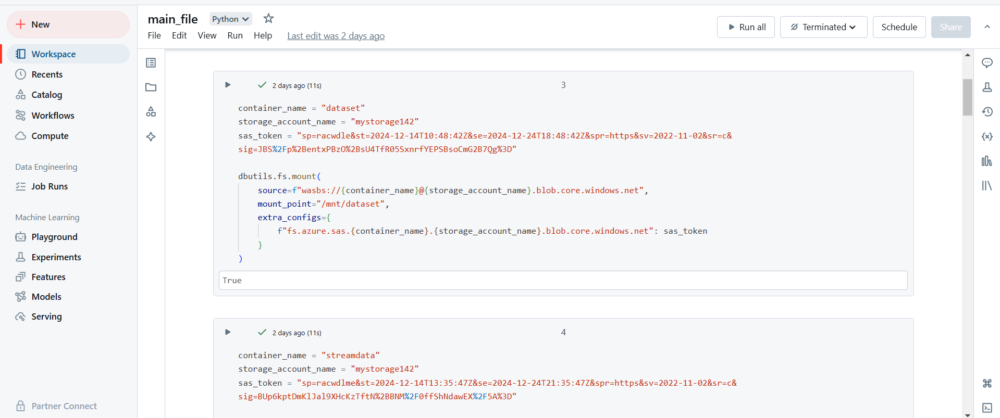 New
Workspace
Recents
Catalog
Workflows
Compute
Data Engineering
Job Runs
Machine Learning
Playground
Experiments
Features
Models
Serving
Partner Connect
main_file Python
File Edit View Run Help Last edit was 2 days ago
Run all Terminated Schedule Share
2 days ago (11s) 3
container_name = "dataset"
storage_account_name = "mystorage142"
sas_token = "sp=racwdle&st=2024-12-14T10:48:42Z&se=2024-12-24T18:48:42Z&spr=https&sv=2022-11-02&sr=c&
sig=JBS%2Fp%2BentxPBzO%2BsU4TfR05SxnrfYEPSBsoCmG2B7Qg%3D"
dbutils.fs.mount(
source=f"wasbs://{container_name}@{storage_account_name}.blob.core.windows.net",
mount_point="/mnt/dataset",
extra_configs={
f"fs.azure.sas.{container_name}.{storage_account_name}.blob.core.windows.net": sas_token
}
)
True
2 days ago (11s) 4
container_name = "streamdata"
storage_account_name = "mystorage142"
sas_token = "sp=racwdlme&st=2024-12-14T13:35:47Z&se=2024-12-24T21:35:47Z&spr=https&sv=2022-11-02&sr=c&
sig=BUp6kptDmKlJal9XHcKzTftN%2BBNM%2F0ffShNdawEX%2F5A%3D"